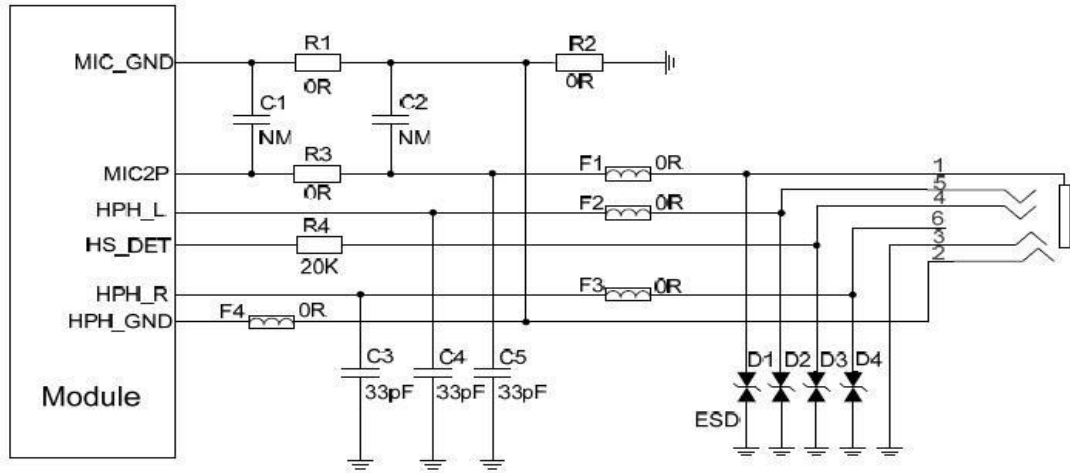 MIC_GND
R1
0R
R2
0R
C1
NM
C2
NM
MIC2P
R3
0R
F1 0R
1
HPH_L
F2 0R
5
4
HS_DET
R4
20K
6
3
2
HPH_R
F3 0R
HPH_GND
F4 0R
C3
33pF
C4
33pF
C5
33pF
D1 D2 D3 D4
ESD
Module